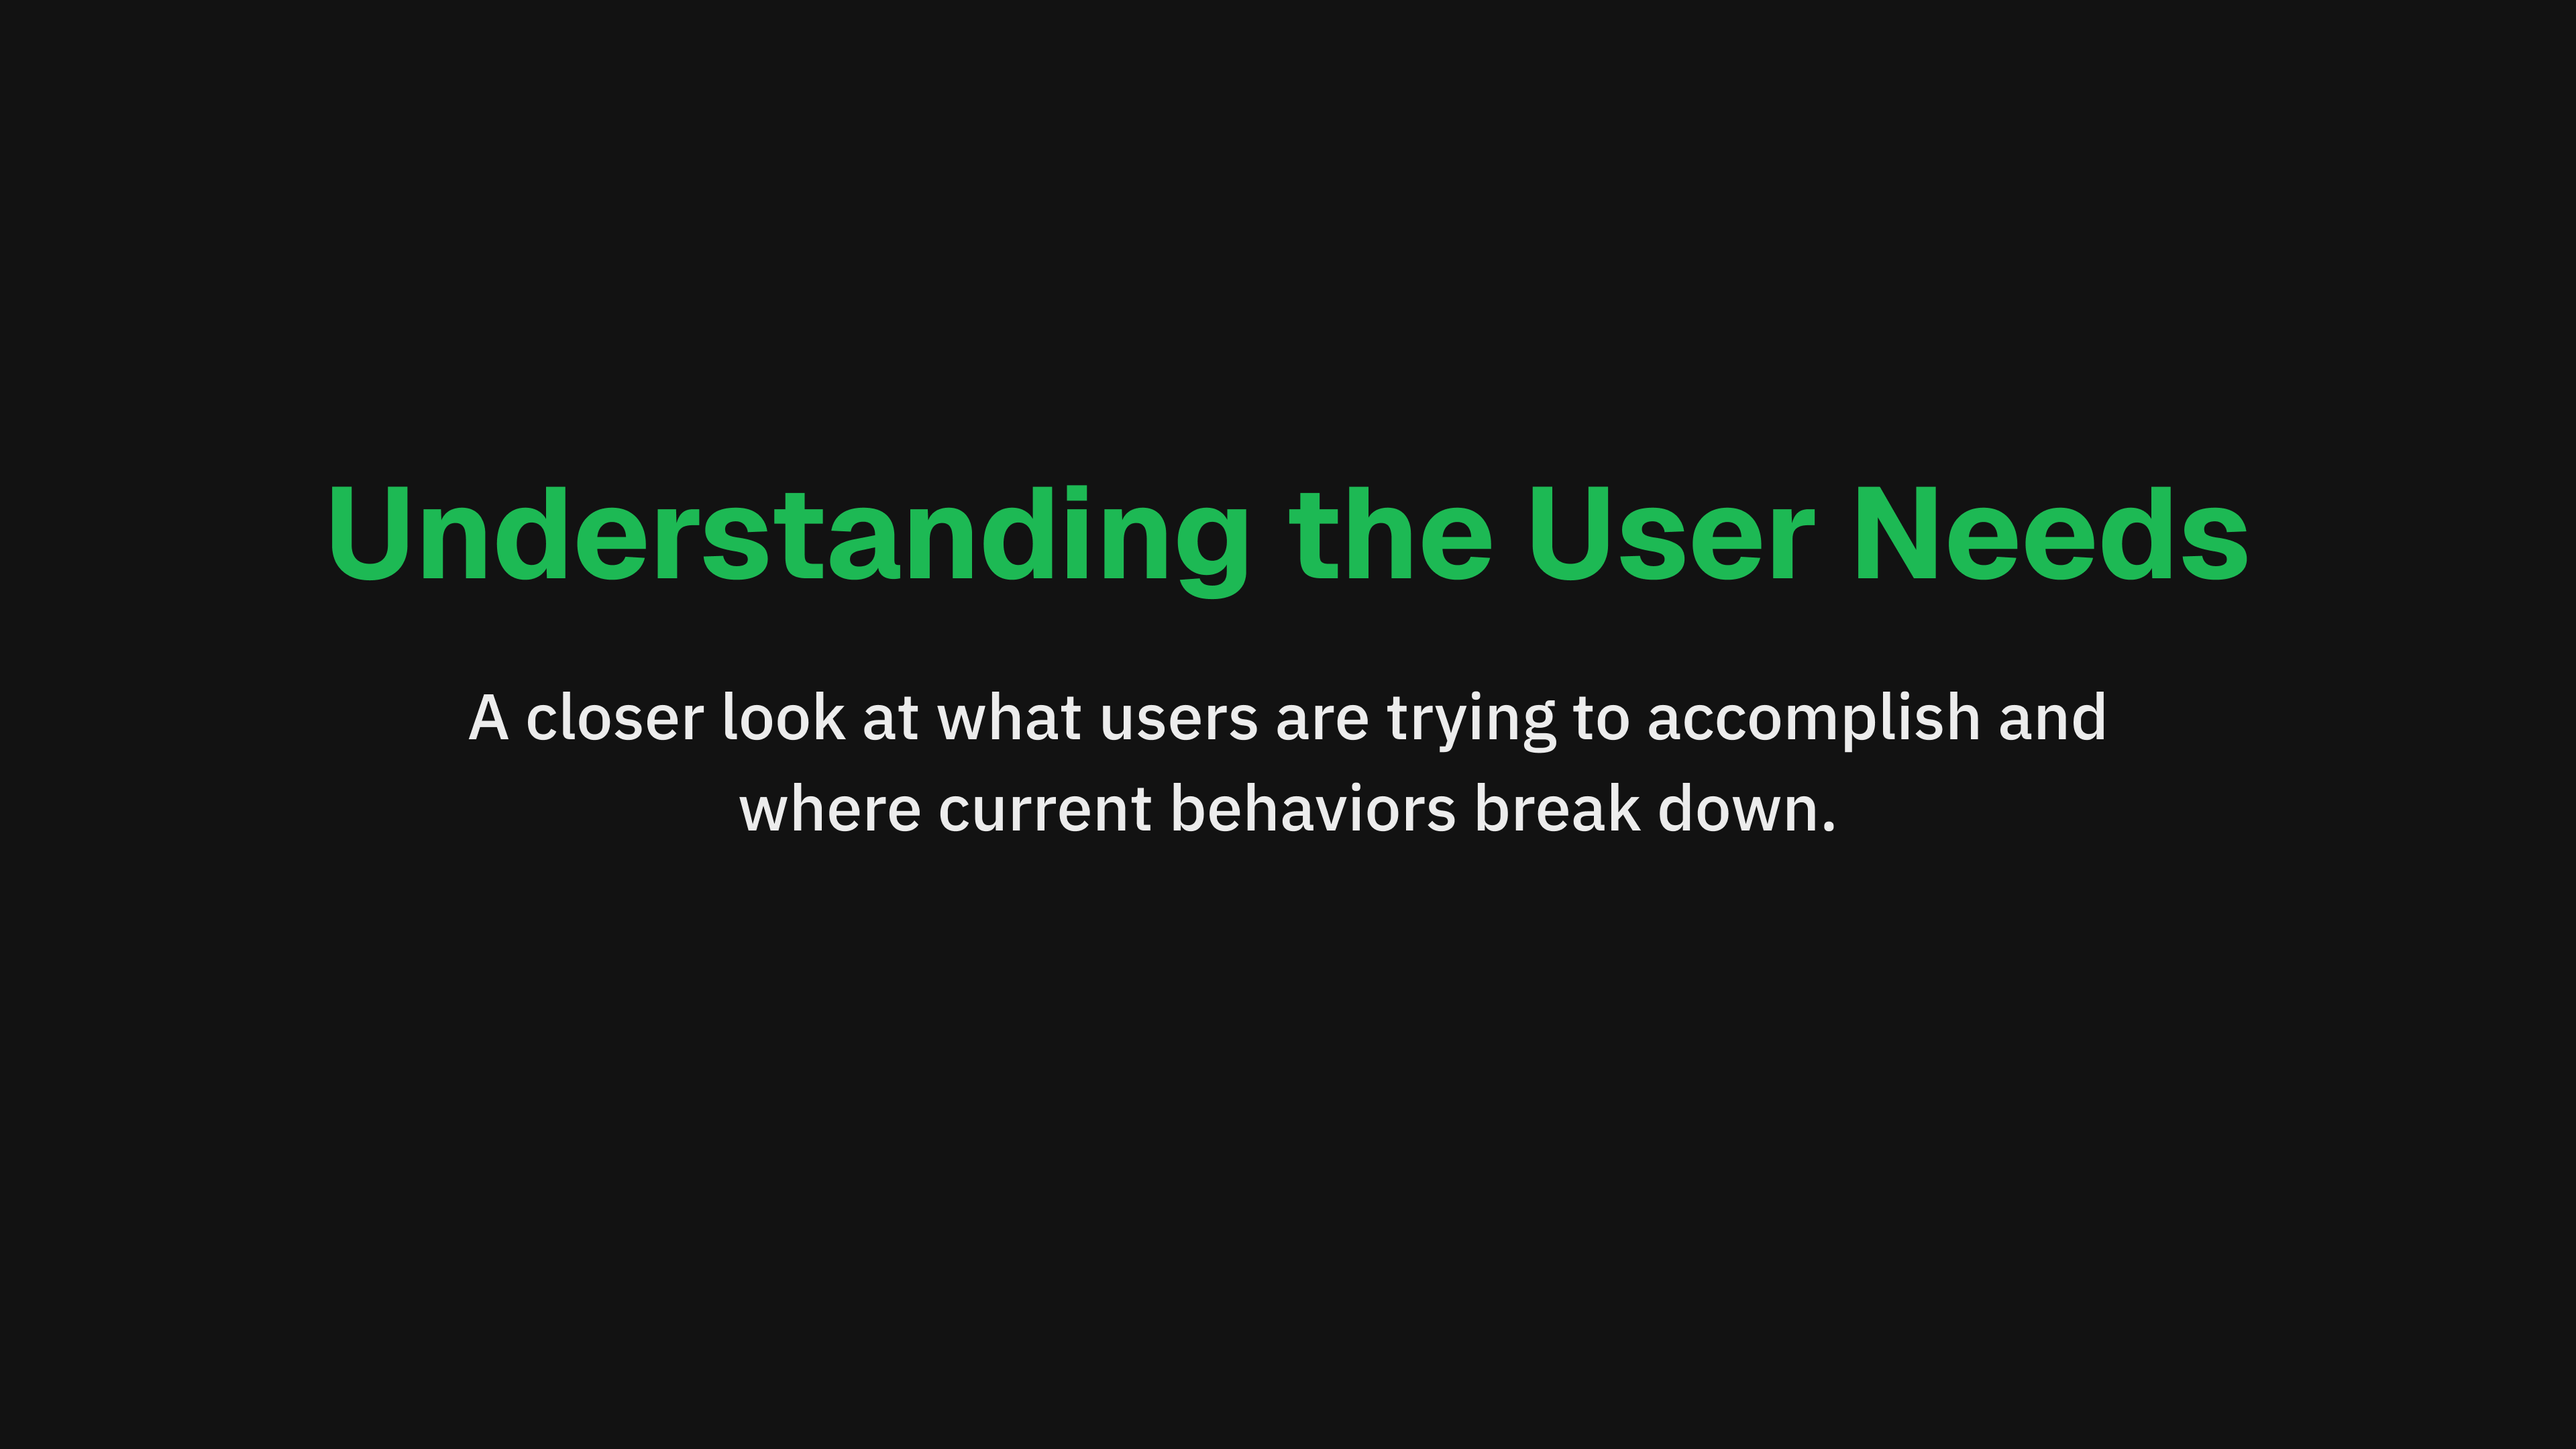 Understanding the User Needs
A closer look at what users are trying to accomplish and
where current behaviors break down.